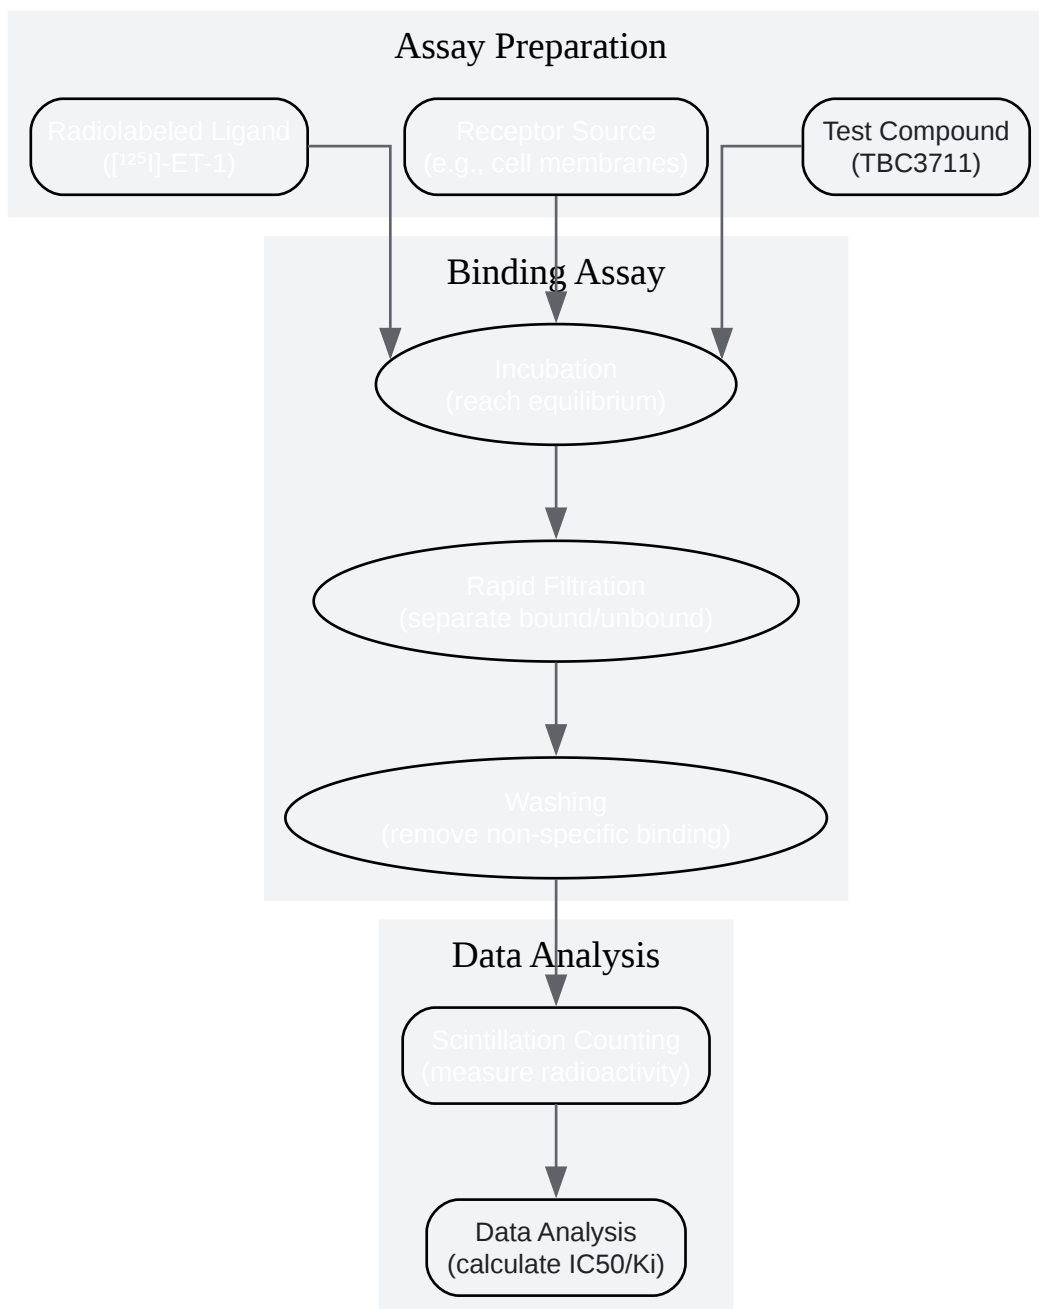 Assay Preparation
Radiolabeled Ligand
([¹²⁵I]-ET-1)
Receptor Source
(e.g., cell membranes)
Test Compound
(TBC3711)
Binding Assay
Incubation
(reach equilibrium)
Rapid Filtration
(separate bound/unbound)
Washing
(remove non-specific binding)
Data Analysis
Scintillation Counting
(measure radioactivity)
Data Analysis
(calculate IC50/Ki)